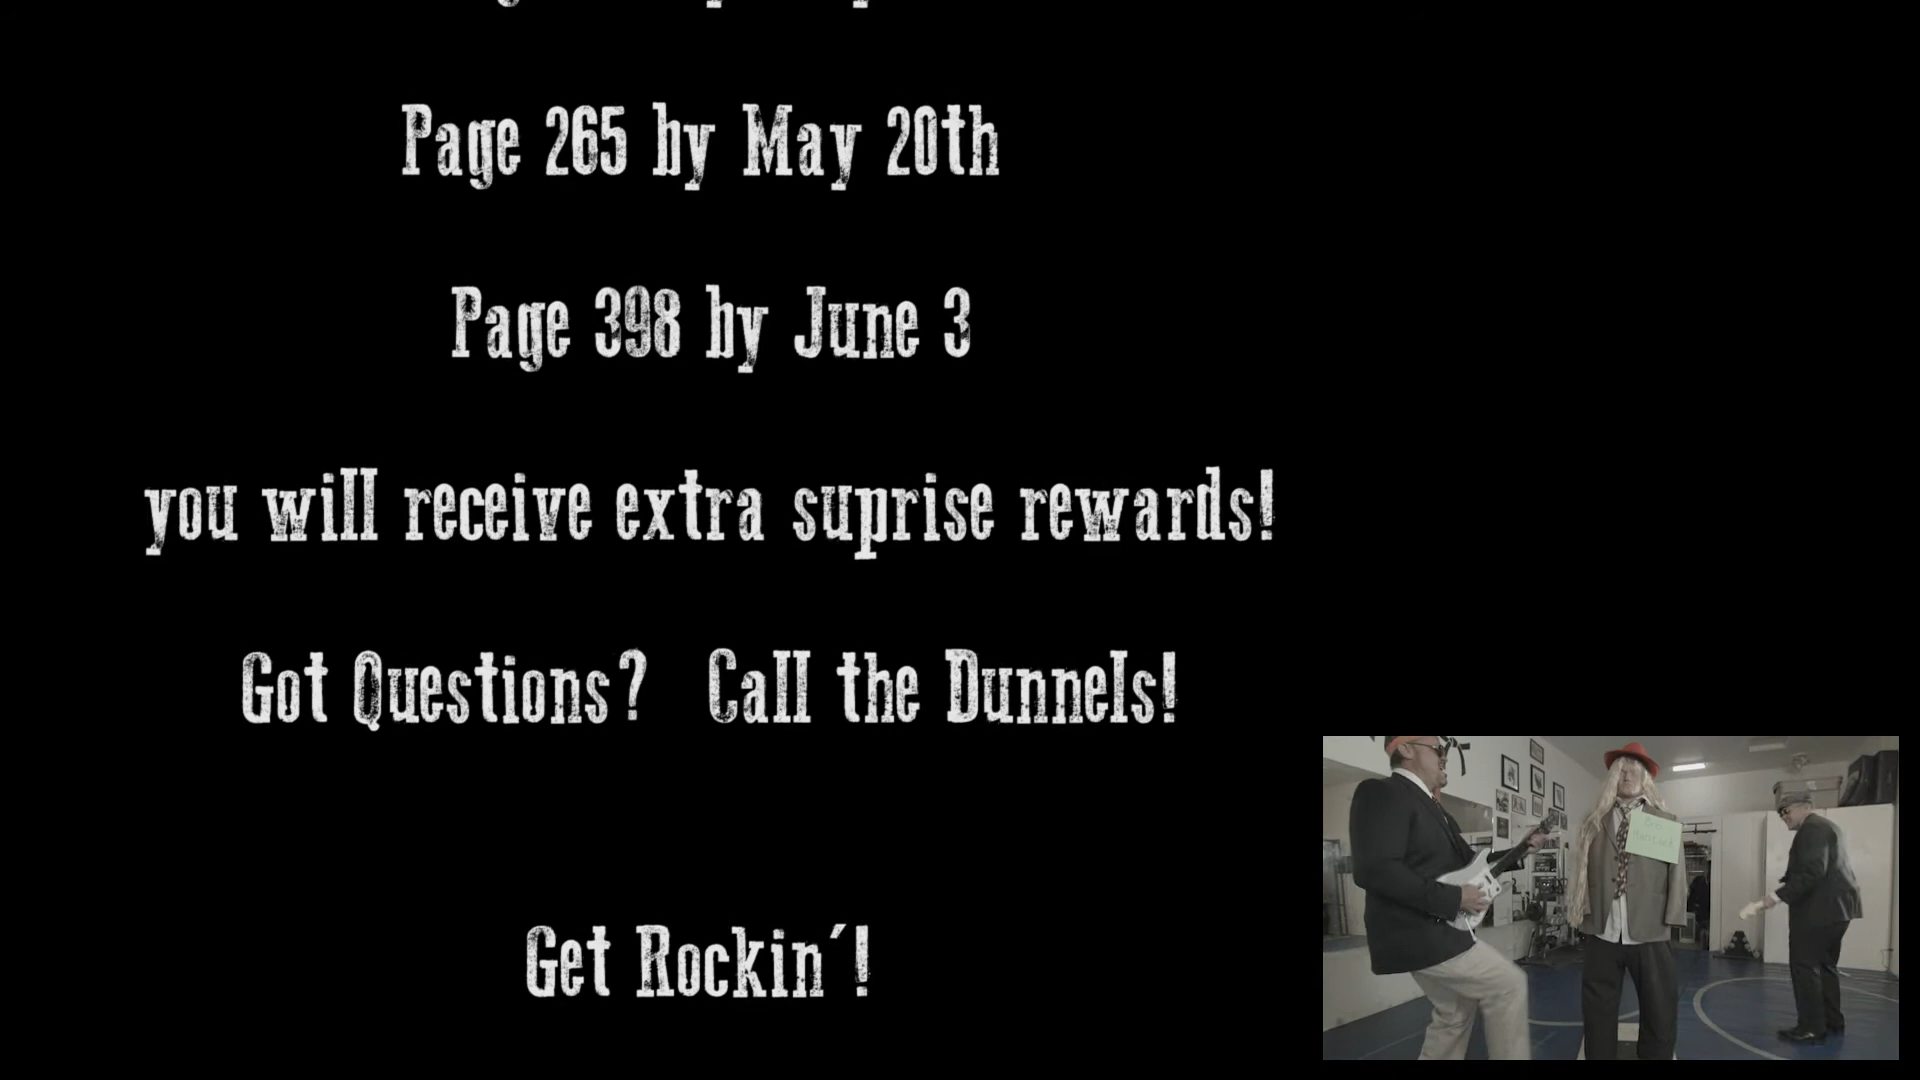 Page 265 by May 20th
Page 398 by June 3
you will receive extra suprise rewards!
Got Questions? Call the Dunnels!
Get Rockin´!